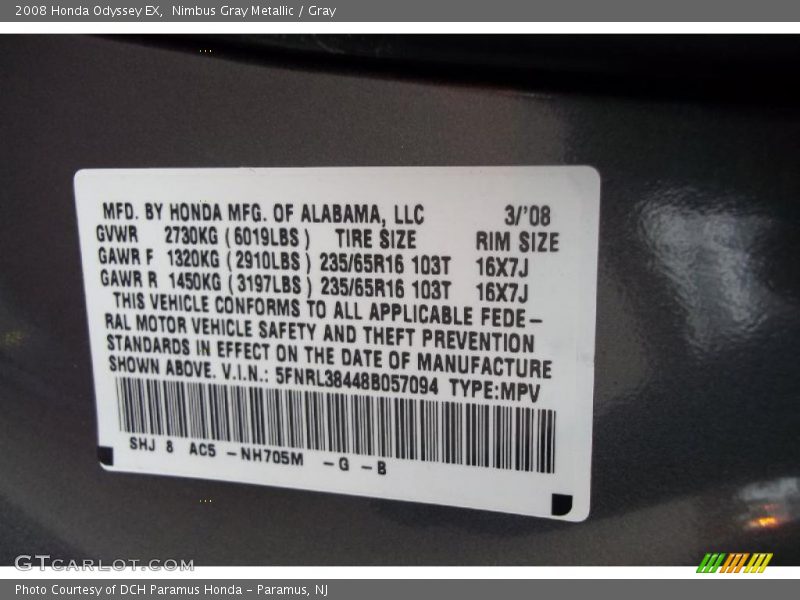 2008 Honda Odyssey EX, Nimbus Gray Metallic / Gray
MFD. BY HONDA MFG. OF ALABAMA, LLC 3/'08
GVWR 2730KG (6019LBS) TIRE SIZE RIM SIZE
GAWR F 1320KG (2910LBS) 235/65R16 103T 16X7J
GAWR R 1450KG (3197LBS) 235/65R16 103T 16X7J
THIS VEHICLE CONFORMS TO ALL APPLICABLE FEDE-
RAL MOTOR VEHICLE SAFETY AND THEFT PREVENTION
STANDARDS IN EFFECT ON THE DATE OF MANUFACTURE
SHOWN ABOVE. V.I.N.: 5FNRL38448B057094 TYPE:MPV
SHJ 8 AC5 -NH705M -G -B
GTCARLOT.COM
Photo Courtesy of DCH Paramus Honda - Paramus, NJ